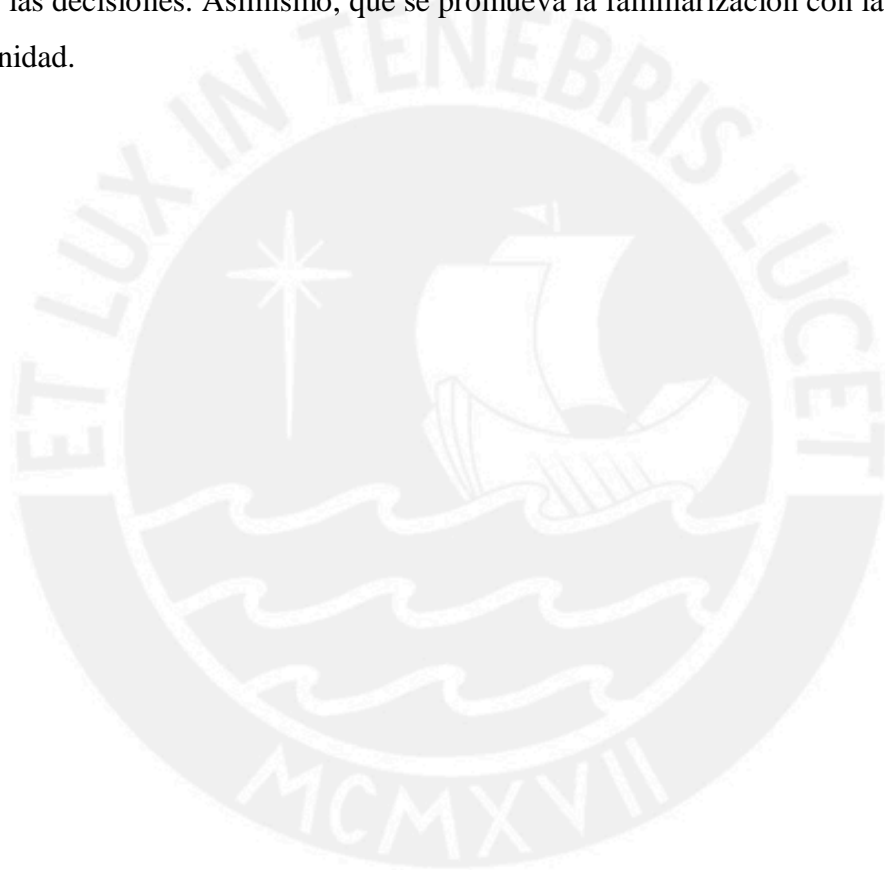 las decisiones. Asimismo, que se promueva la familiarización con la
nidad.
ET LUX IN TENEBRIS LUCET
MCMXVII